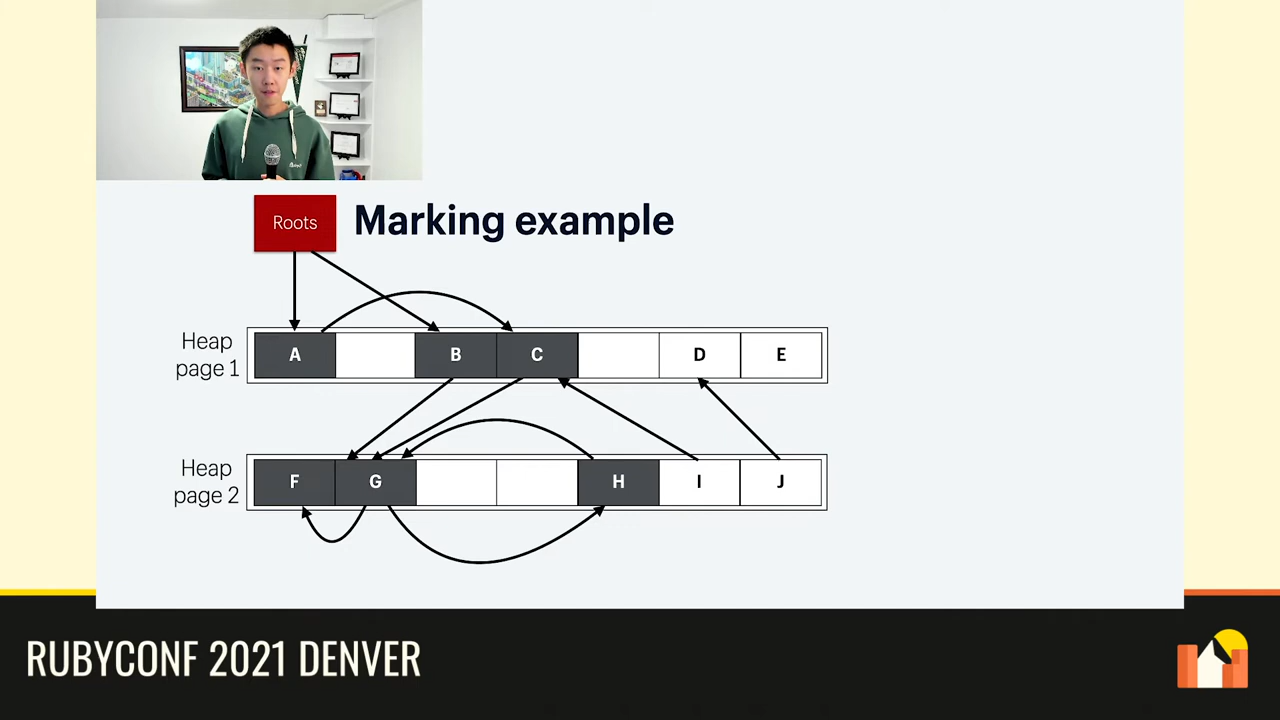 Roots
Marking example
Heap
page 1
A
B
C
D
E
Heap
page 2
F
G
H
I
J
RUBYCONF 2021 DENVER